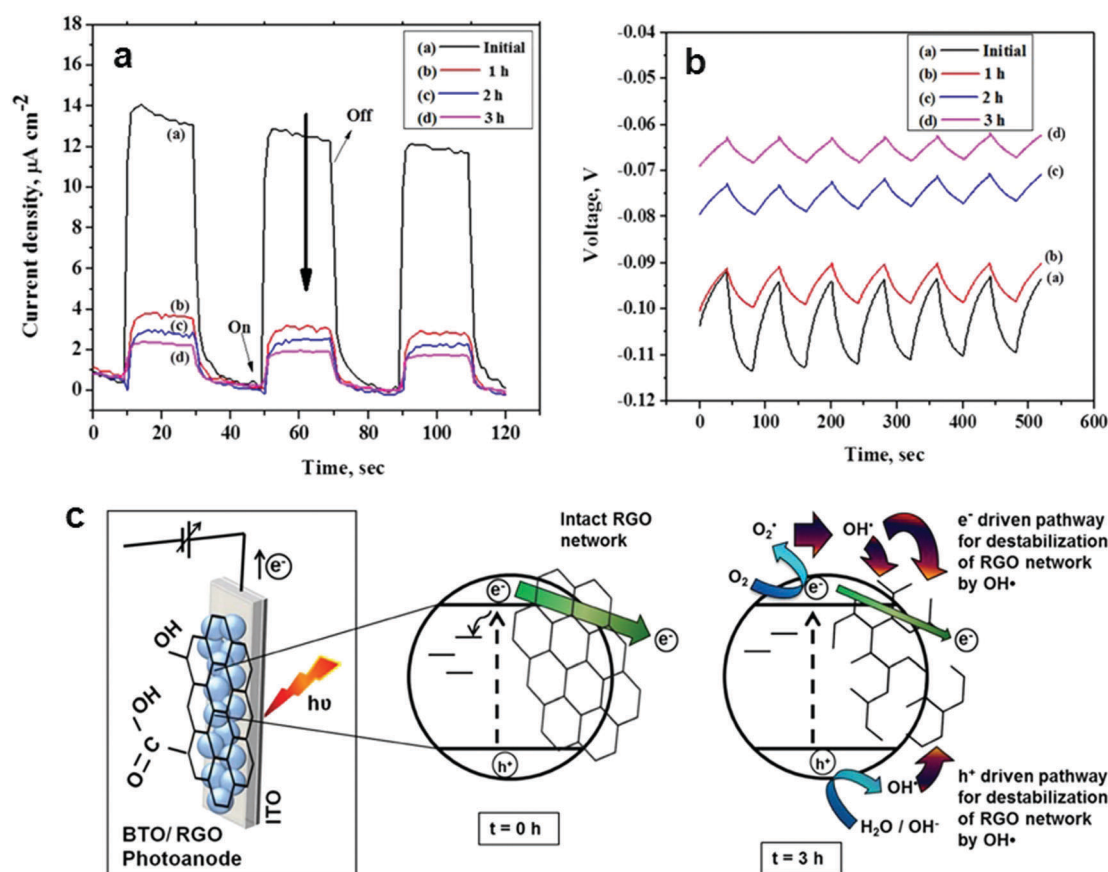 a
18
16
14
12
10
8
6
4
2
0
Current density, µA cm⁻²
0 20 40 60 80 100 120
Time, sec
(a) Initial
(b) 1 h
(c) 2 h
(d) 3 h
(a)
(b)
(c)
(d)
On
Off
b
-0.04
-0.05
-0.06
-0.07
-0.08
-0.09
-0.10
-0.11
-0.12
Voltage, V
0 100 200 300 400 500 600
Time, sec
(a) Initial
(b) 1 h
(c) 2 h
(d) 3 h
(d)
(c)
(b)
(a)
c
e⁻
OH
OH
O=C
hυ
ITO
BTO/ RGO
Photoanode
Intact RGO
network
e⁻
e⁻
h⁺
t = 0 h
O₂•
OH•
O₂
e⁻
e⁻
h⁺
OH•
H₂O / OH⁻
t = 3 h
e⁻ driven pathway
for destabilization
of RGO network
by OH•
h⁺ driven pathway
for destabilization
of RGO network
by OH•